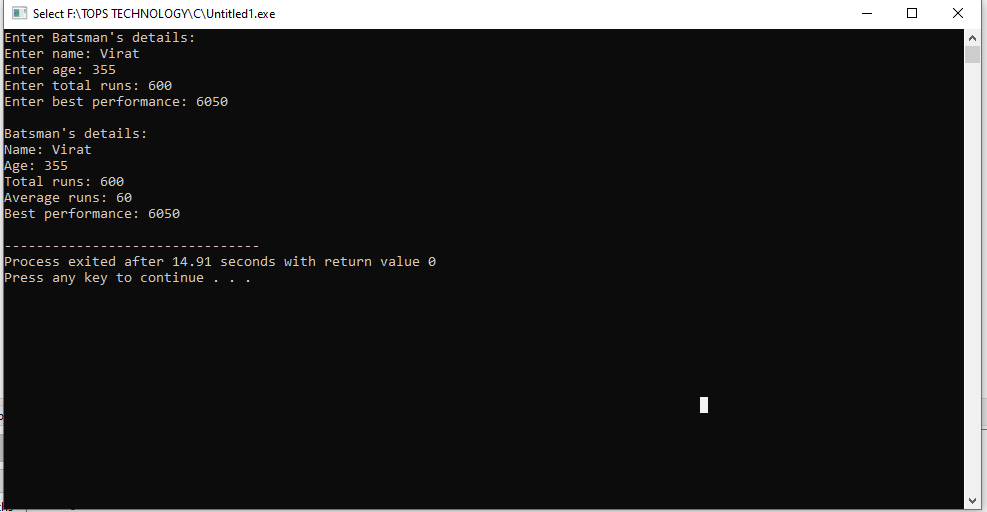 Select F:\TOPS TECHNOLOGY\C\Untitled1.exe
Enter Batsman's details:
Enter name: Virat
Enter age: 355
Enter total runs: 600
Enter best performance: 6050
Batsman's details:
Name: Virat
Age: 355
Total runs: 600
Average runs: 60
Best performance: 6050
--------------------------------
Process exited after 14.91 seconds with return value 0
Press any key to continue . . .